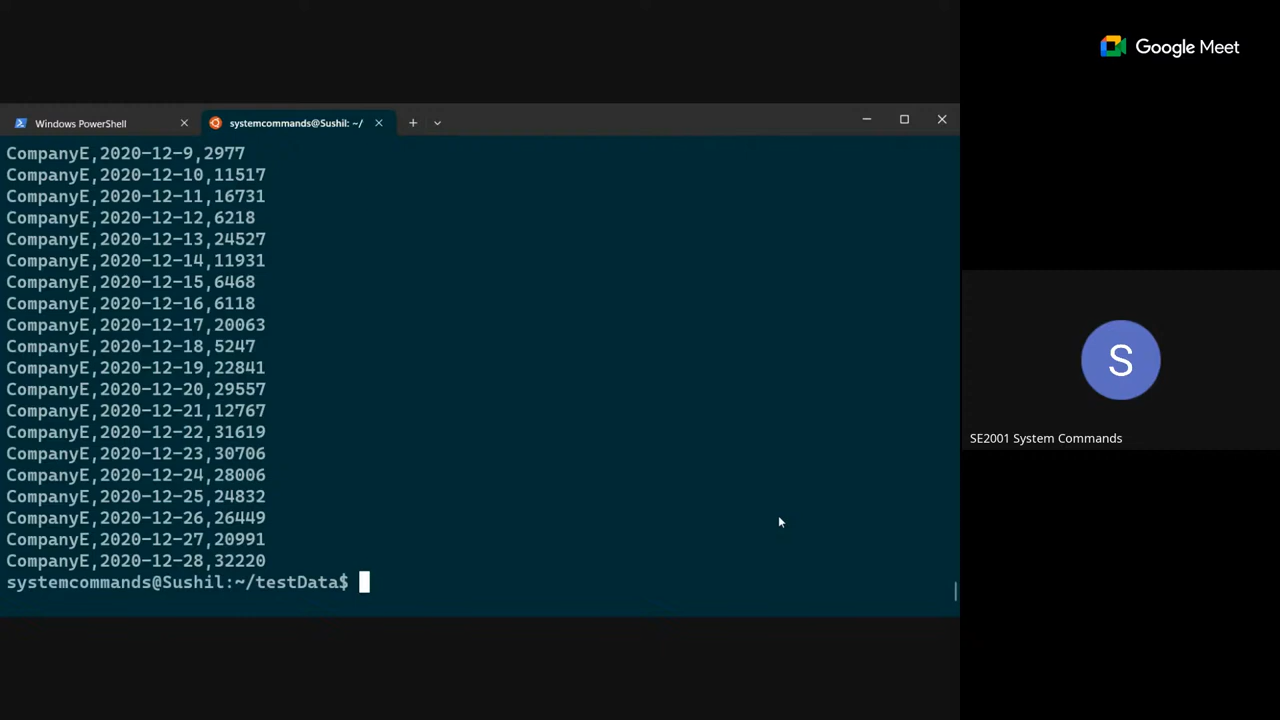 Google Meet
Windows PowerShell
systemcommands@Sushil: ~/
CompanyE,2020-12-9,2977
CompanyE,2020-12-10,11517
CompanyE,2020-12-11,16731
CompanyE,2020-12-12,6218
CompanyE,2020-12-13,24527
CompanyE,2020-12-14,11931
CompanyE,2020-12-15,6468
CompanyE,2020-12-16,6118
CompanyE,2020-12-17,20063
CompanyE,2020-12-18,5247
CompanyE,2020-12-19,22841
CompanyE,2020-12-20,29557
CompanyE,2020-12-21,12767
CompanyE,2020-12-22,31619
CompanyE,2020-12-23,30706
CompanyE,2020-12-24,28006
CompanyE,2020-12-25,24832
CompanyE,2020-12-26,26449
CompanyE,2020-12-27,20991
CompanyE,2020-12-28,32220
systemcommands@Sushil:~/testData$
S
SE2001 System Commands